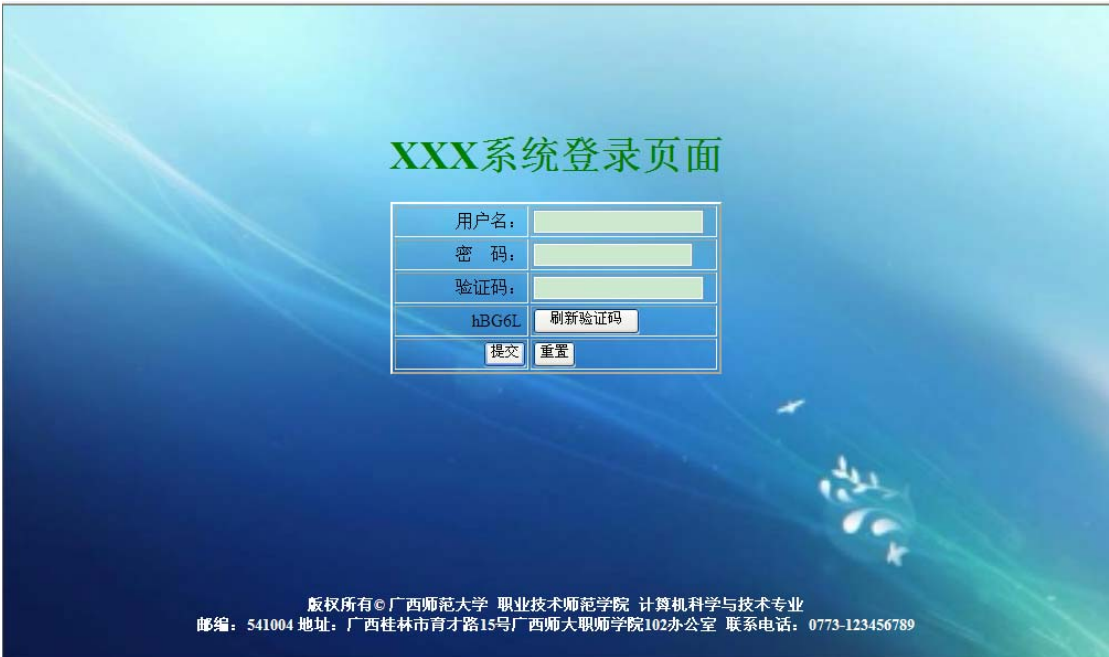 XXX系统登录页面
用户名：
密　码：
验证码：
hBG6L 刷新验证码
提交 重置
版权所有© 广西师范大学 职业技术师范学院 计算机科学与技术专业
邮编：541004 地址：广西桂林市育才路15号广西师大职师学院102办公室 联系电话：0773-123456789